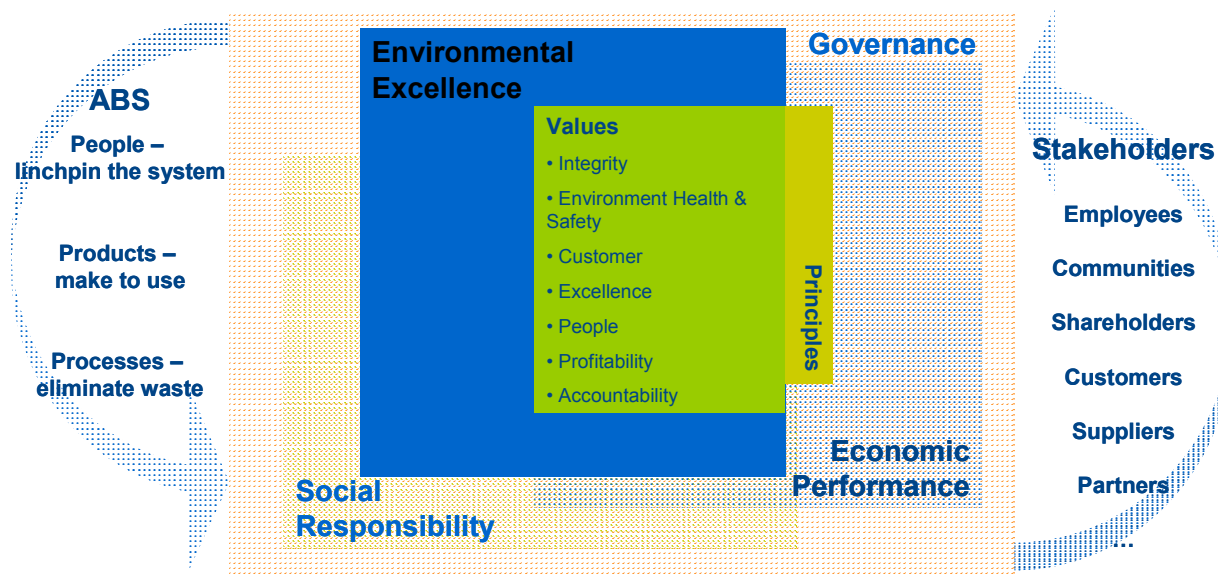 ABS
People –
linchpin the system
Products –
make to use
Processes –
eliminate waste
Environmental
Excellence
Governance
Values
• Integrity
• Environment Health &
Safety
• Customer
• Excellence
• People
• Profitability
• Accountability
Principles
Economic
Performance
Social
Responsibility
Stakeholders
Employees
Communities
Shareholders
Customers
Suppliers
Partners
...